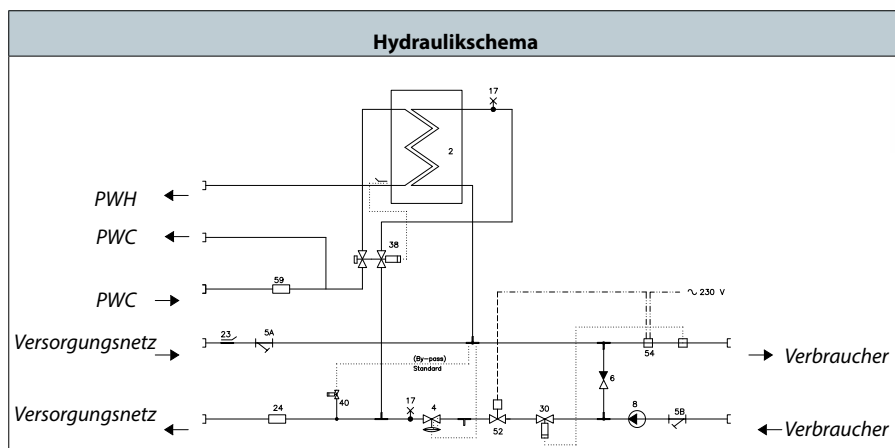 Hydraulikschema
17
2
PWH
PWC
38
PWC
59
~ 230 V
Versorgungsnetz
23
5A
54
Verbraucher
(By-pass)
Standard
6
Versorgungsnetz
24
40
17
4
52
30
8
5B
Verbraucher